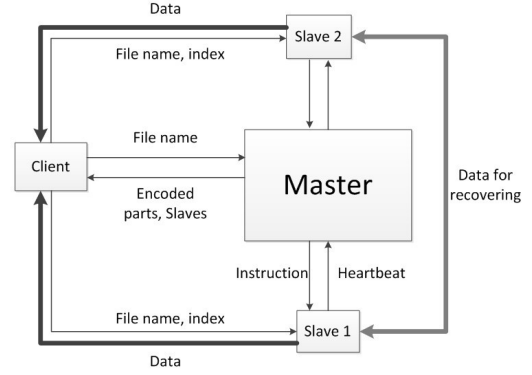 Data
Slave 2
File name, index
File name
Client
Master
Encoded
parts, Slaves
Data for
recovering
Instruction
Heartbeat
File name, index
Slave 1
Data